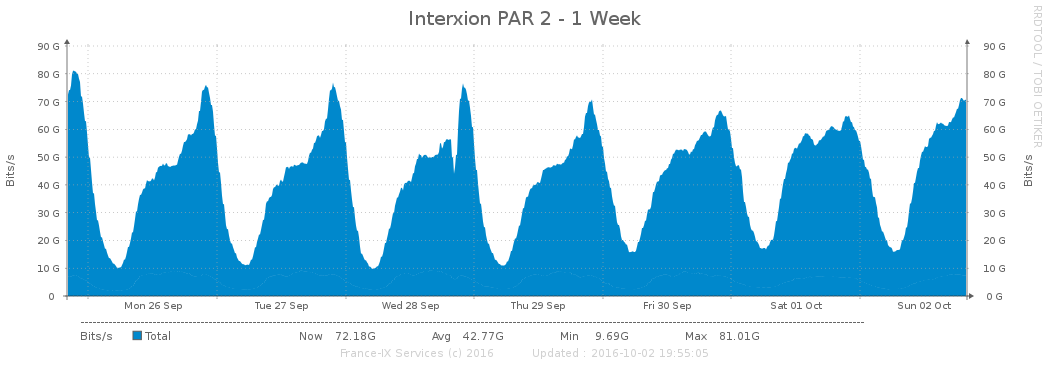 Interxion PAR 2 - 1 Week
RRDTOOL / TOBI OETIKER
90 G 90 G
80 G 80 G
70 G 70 G
60 G 60 G
50 G 50 G
40 G 40 G
30 G 30 G
20 G 20 G
10 G 10 G
0 0 G
Bits/s
Bits/s
Mon 26 Sep Tue 27 Sep Wed 28 Sep Thu 29 Sep Fri 30 Sep Sat 01 Oct Sun 02 Oct
Bits/s Total Now 72.18G Avg 42.77G Min 9.69G Max 81.01G
France-IX Services (c) 2016 Updated : 2016-10-02 19:55:05